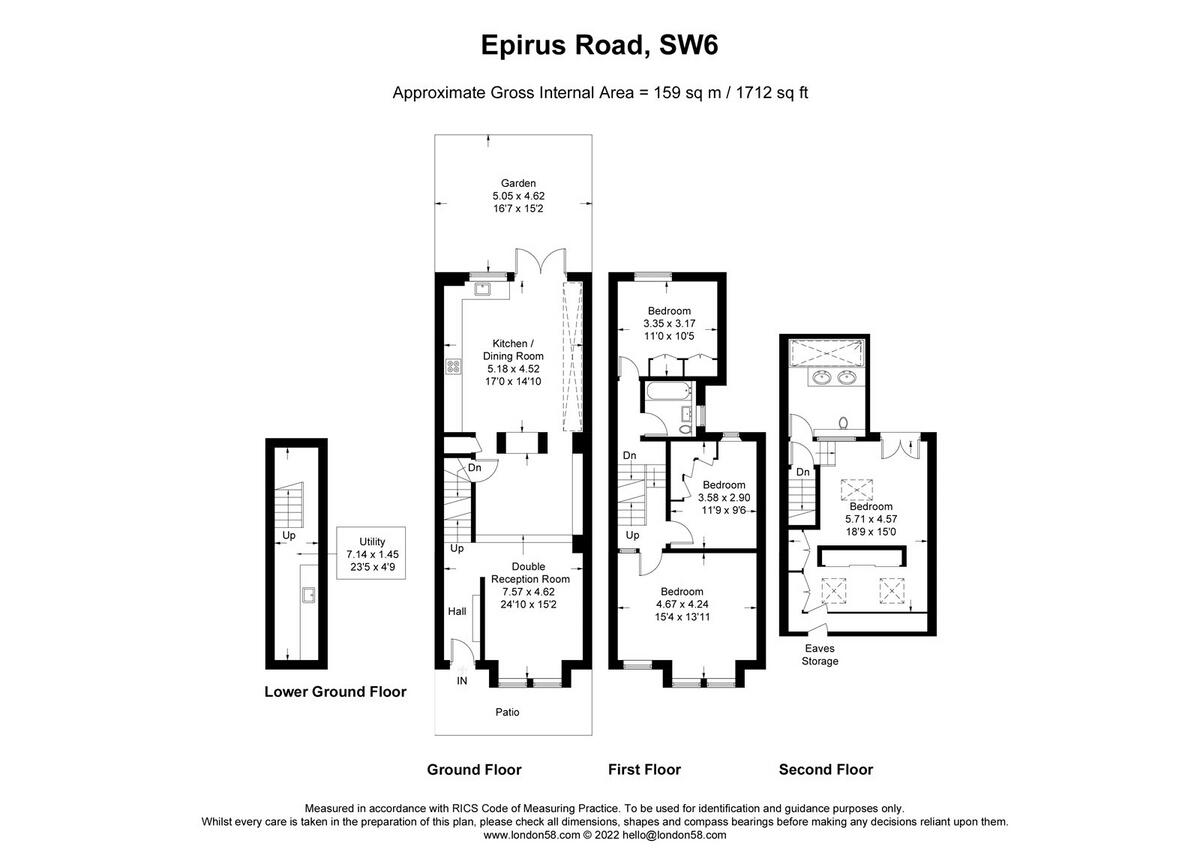 Epirus Road, SW6
Approximate Gross Internal Area = 159 sq m / 1712 sq ft
Garden
5.05 x 4.62
16'7 x 15'2
Kitchen /
Dining Room
5.18 x 4.52
17'0 x 14'10
Dn
Up
Double
Reception Room
7.57 x 4.62
24'10 x 15'2
Hall
IN
Patio
Ground Floor
Up
Utility
7.14 x 1.45
23'5 x 4'9
Lower Ground Floor
Bedroom
3.35 x 3.17
11'0 x 10'5
Dn
Up
Bedroom
3.58 x 2.90
11'9 x 9'6
Bedroom
4.67 x 4.24
15'4 x 13'11
First Floor
Dn
Bedroom
5.71 x 4.57
18'9 x 15'0
Eaves
Storage
Second Floor
Measured in accordance with RICS Code of Measuring Practice. To be used for identification and guidance purposes only.
Whilst every care is taken in the preparation of this plan, please check all dimensions, shapes and compass bearings before making any decisions reliant upon them.
www.london58.com © 2022 hello@london58.com